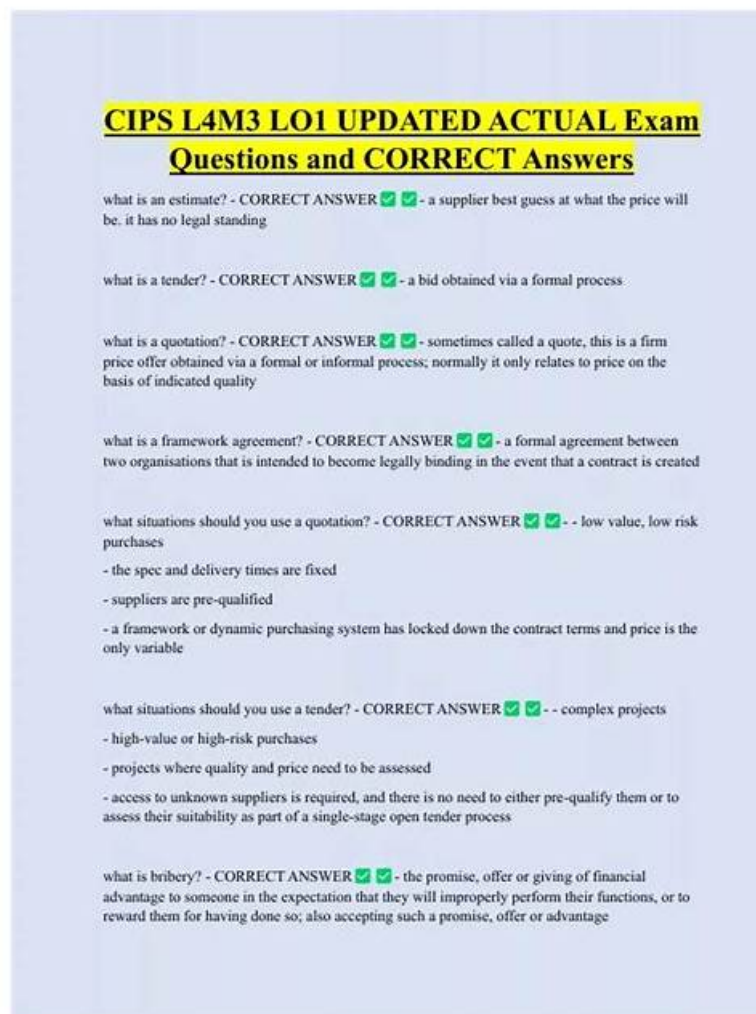 CIPS L4M3 LO1 UPDATED ACTUAL Exam
Questions and CORRECT Answers
what is an estimate? - CORRECT ANSWER ✅ ✅ - a supplier best guess at what the price will
be. it has no legal standing
what is a tender? - CORRECT ANSWER ✅ ✅ - a bid obtained via a formal process
what is a quotation? - CORRECT ANSWER ✅ ✅ - sometimes called a quote, this is a firm
price offer obtained via a formal or informal process; normally it only relates to price on the
basis of indicated quality
what is a framework agreement? - CORRECT ANSWER ✅ ✅ - a formal agreement between
two organisations that is intended to become legally binding in the event that a contract is created
what situations should you use a quotation? - CORRECT ANSWER ✅ ✅ - - low value, low risk
purchases
- the spec and delivery times are fixed
- suppliers are pre-qualified
- a framework or dynamic purchasing system has locked down the contract terms and price is the
only variable
what situations should you use a tender? - CORRECT ANSWER ✅ ✅ - - complex projects
- high-value or high-risk purchases
- projects where quality and price need to be assessed
- access to unknown suppliers is required, and there is no need to either pre-qualify them or to
assess their suitability as part of a single-stage open tender process
what is bribery? - CORRECT ANSWER ✅ ✅ - the promise, offer or giving of financial
advantage to someone in the expectation that they will improperly perform their functions, or to
reward them for having done so; also accepting such a promise, offer or advantage